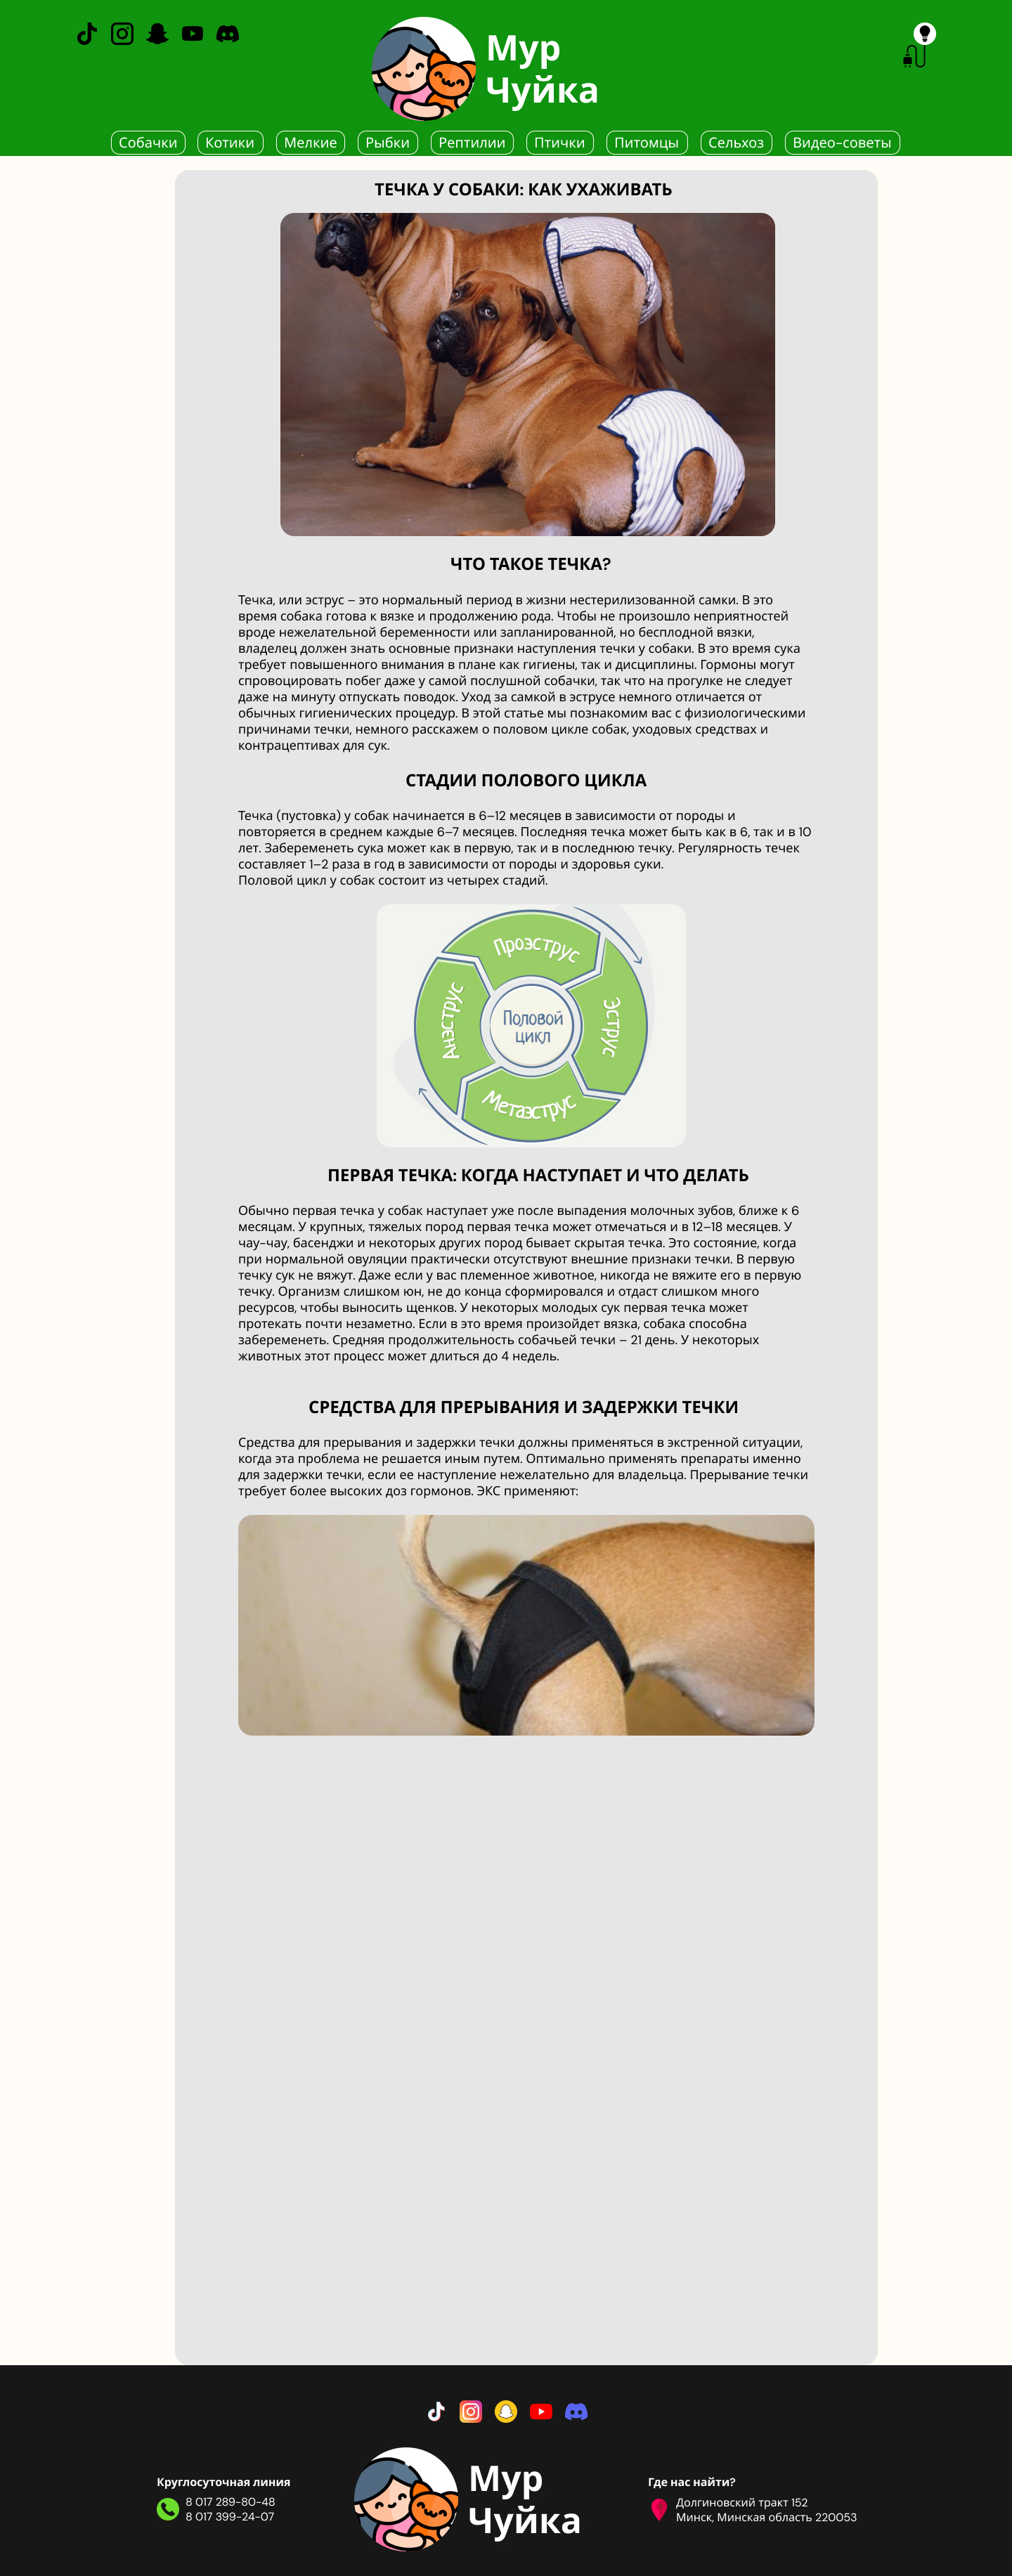 Мур
Чуйка
Собачки Котики Мелкие Рыбки Рептилии Птички Питомцы Сельхоз Видео-советы
ТЕЧКА У СОБАКИ: КАК УХАЖИВАТЬ
ЧТО ТАКОЕ ТЕЧКА?
Течка, или эструс – это нормальный период в жизни нестерилизованной самки. В это
время собака готова к вязке и продолжению рода. Чтобы не произошло неприятностей
вроде нежелательной беременности или запланированной, но бесплодной вязки,
владелец должен знать основные признаки наступления течки у собаки. В это время сука
требует повышенного внимания в плане как гигиены, так и дисциплины. Гормоны могут
спровоцировать побег даже у самой послушной собачки, так что на прогулке не следует
даже на минуту отпускать поводок. Уход за самкой в эструсе немного отличается от
обычных гигиенических процедур. В этой статье мы познакомим вас с физиологическими
причинами течки, немного расскажем о половом цикле собак, уходовых средствах и
контрацептивах для сук.
СТАДИИ ПОЛОВОГО ЦИКЛА
Течка (пустовка) у собак начинается в 6–12 месяцев в зависимости от породы и
повторяется в среднем каждые 6–7 месяцев. Последняя течка может быть как в 6, так и в 10
лет. Забеременеть сука может как в первую, так и в последнюю течку. Регулярность течек
составляет 1–2 раза в год в зависимости от породы и здоровья суки.
Половой цикл у собак состоит из четырех стадий.
Проэструс
Эструс
Метаэструс
Анэструс
Половой
цикл
ПЕРВАЯ ТЕЧКА: КОГДА НАСТУПАЕТ И ЧТО ДЕЛАТЬ
Обычно первая течка у собак наступает уже после выпадения молочных зубов, ближе к 6
месяцам. У крупных, тяжелых пород первая течка может отмечаться и в 12–18 месяцев. У
чау-чау, басенджи и некоторых других пород бывает скрытая течка. Это состояние, когда
при нормальной овуляции практически отсутствуют внешние признаки течки. В первую
течку сук не вяжут. Даже если у вас племенное животное, никогда не вяжите его в первую
течку. Организм слишком юн, не до конца сформировался и отдаст слишком много
ресурсов, чтобы выносить щенков. У некоторых молодых сук первая течка может
протекать почти незаметно. Если в это время произойдет вязка, собака способна
забеременеть. Средняя продолжительность собачьей течки – 21 день. У некоторых
животных этот процесс может длиться до 4 недель.
СРЕДСТВА ДЛЯ ПРЕРЫВАНИЯ И ЗАДЕРЖКИ ТЕЧКИ
Средства для прерывания и задержки течки должны применяться в экстренной ситуации,
когда эта проблема не решается иным путем. Оптимально применять препараты именно
для задержки течки, если ее наступление нежелательно для владельца. Прерывание течки
требует более высоких доз гормонов. ЭКС применяют:
Круглосуточная линия
8 017 289-80-48
8 017 399-24-07
Мур
Чуйка
Где нас найти?
Долгиновский тракт 152
Минск, Минская область 220053